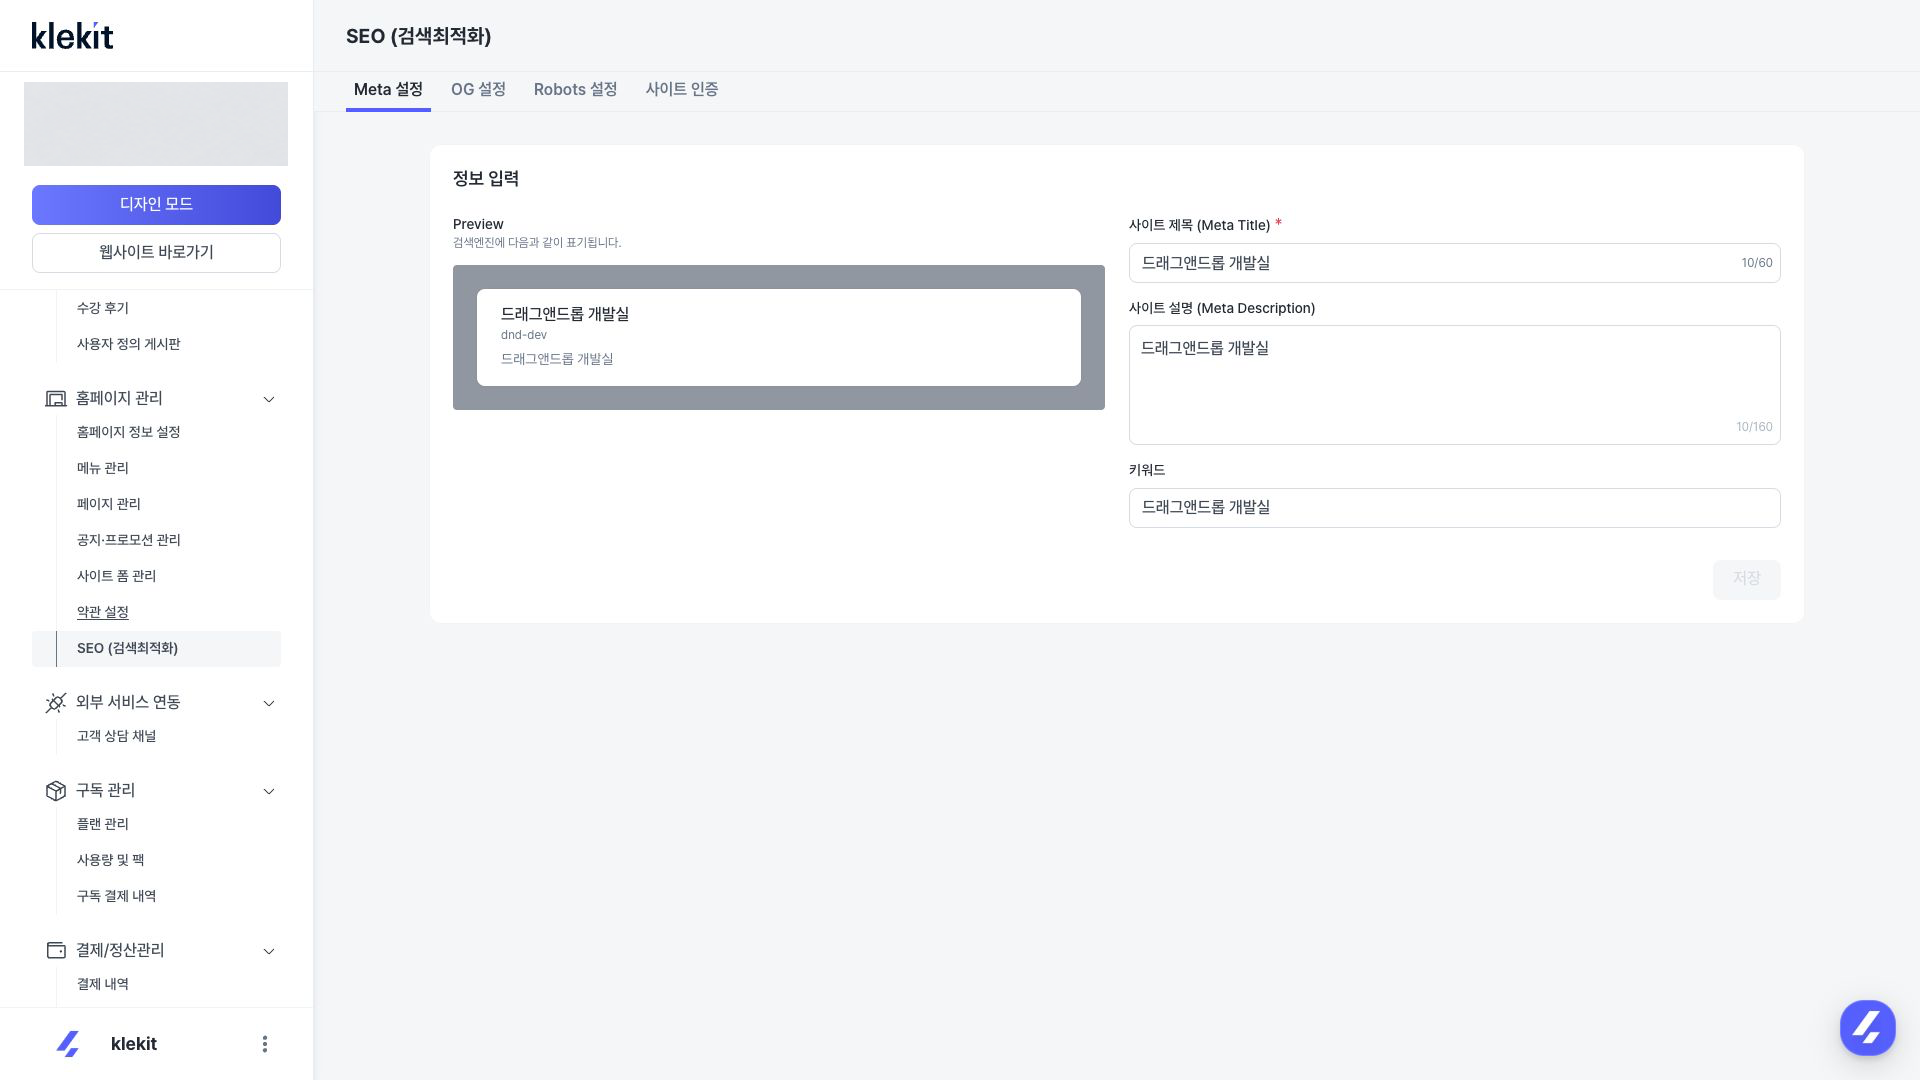 klekit
디자인 모드
웹사이트 바로가기
수강 후기
사용자 정의 게시판
홈페이지 관리
홈페이지 정보 설정
메뉴 관리
페이지 관리
공지·프로모션 관리
사이트 폼 관리
약관 설정
SEO (검색최적화)
외부 서비스 연동
고객 상담 채널
구독 관리
플랜 관리
사용량 및 팩
구독 결제 내역
결제/정산관리
결제 내역
klekit
SEO (검색최적화)
Meta 설정 OG 설정 Robots 설정 사이트 인증
정보 입력
Preview
검색엔진에 다음과 같이 표기됩니다.
드래그앤드롭 개발실
dnd-dev
드래그앤드롭 개발실
사이트 제목 (Meta Title) *
드래그앤드롭 개발실 10/60
사이트 설명 (Meta Description)
드래그앤드롭 개발실
10/160
키워드
드래그앤드롭 개발실
저장